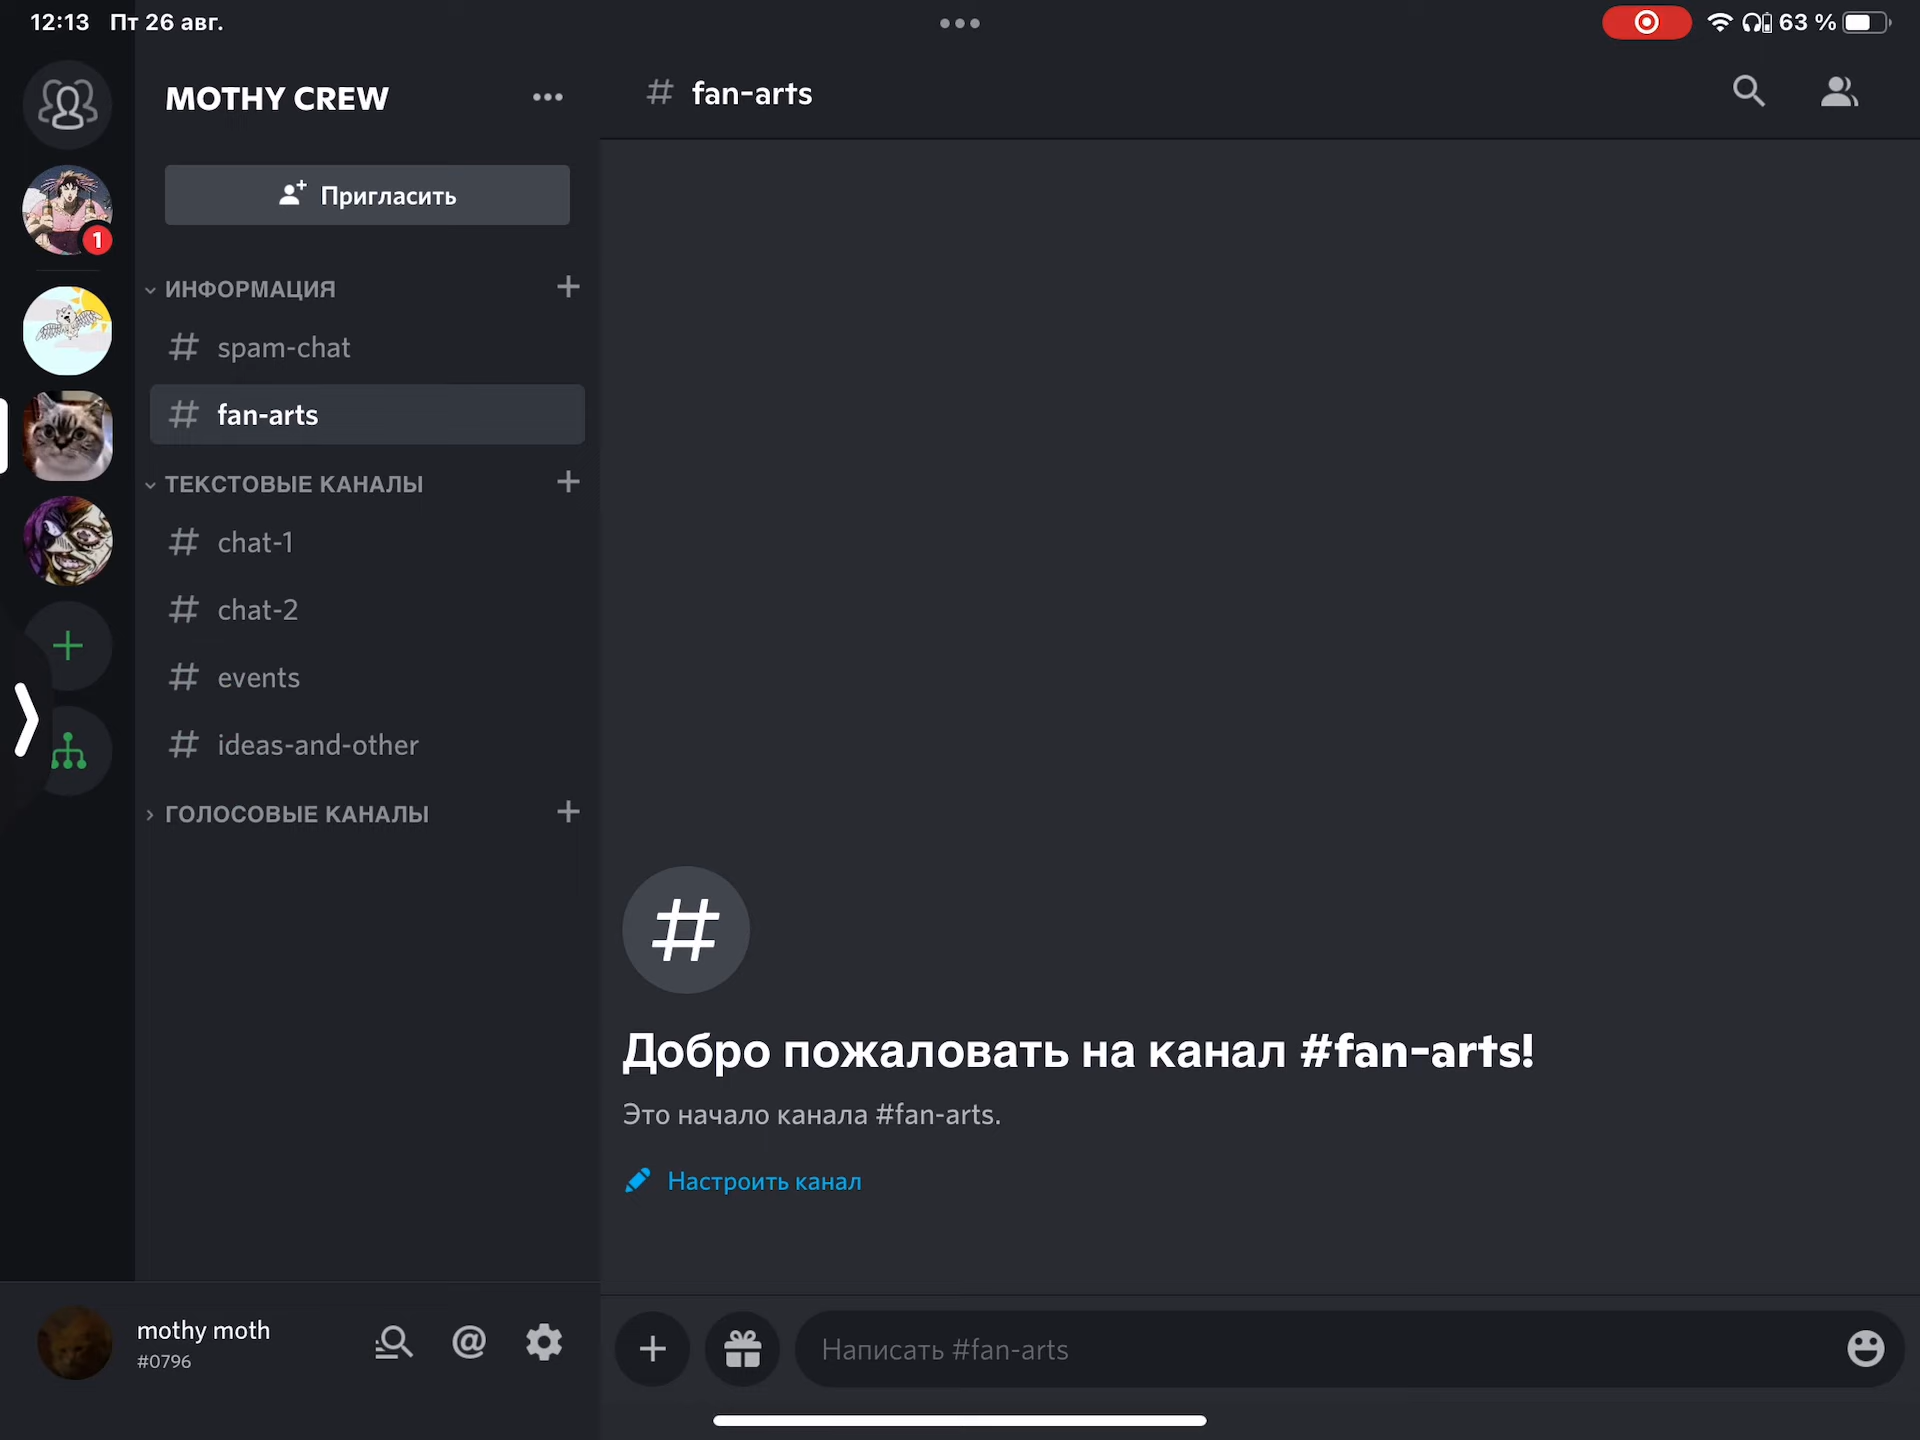 12:13 Пт 26 авг.
63 %
MOTHY CREW
# fan-arts
1
Пригласить
ИНФОРМАЦИЯ
# spam-chat
# fan-arts
ТЕКСТОВЫЕ КАНАЛЫ
# chat-1
# chat-2
# events
# ideas-and-other
ГОЛОСОВЫЕ КАНАЛЫ
#
Добро пожаловать на канал #fan-arts!
Это начало канала #fan-arts.
Настроить канал
mothy moth
#0796
Написать #fan-arts